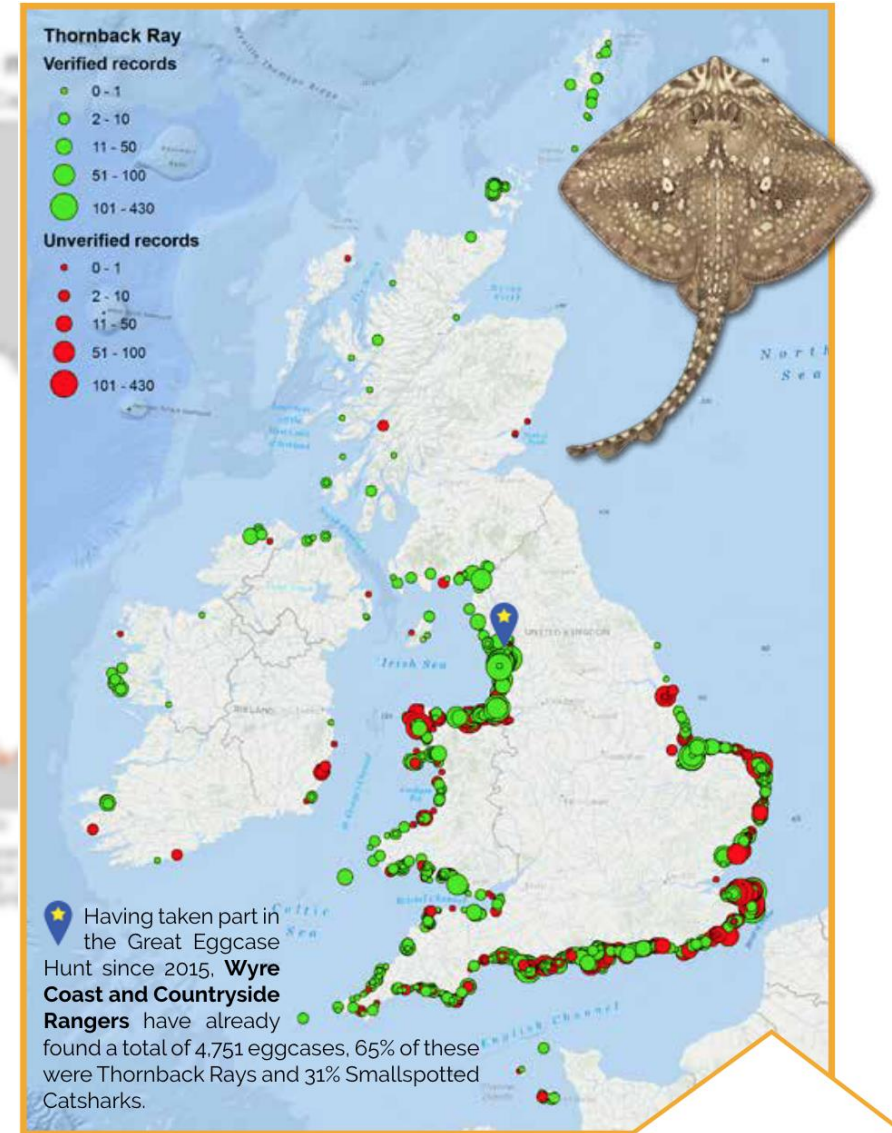 Thornback Ray
Verified records
0 - 1
2 - 10
11 - 50
51 - 100
101 - 430
Unverified records
0 - 1
2 - 10
11 - 50
51 - 100
101 - 430
North
Sea
UNITED KINGDOM
Irish Sea
IRELAND
Celtic
Sea
English Channel
Having taken part in
the Great Eggcase
Hunt since 2015, Wyre
Coast and Countryside
Rangers have already
found a total of 4,751 eggcases, 65% of these
were Thornback Rays and 31% Smallspotted
Catsharks.